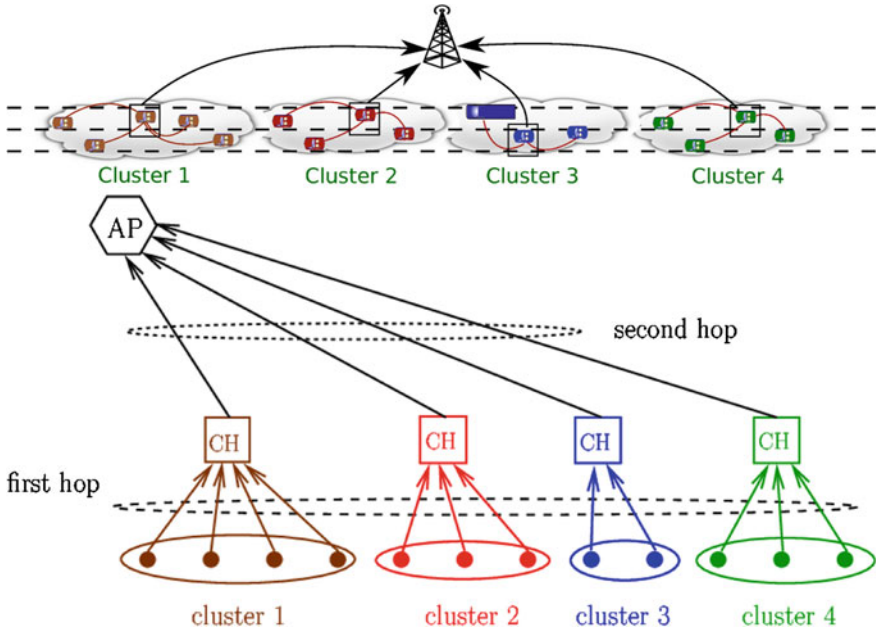 Cluster 1
Cluster 2
Cluster 3
Cluster 4
AP
second hop
CH
CH
CH
CH
first hop
cluster 1
cluster 2
cluster 3
cluster 4